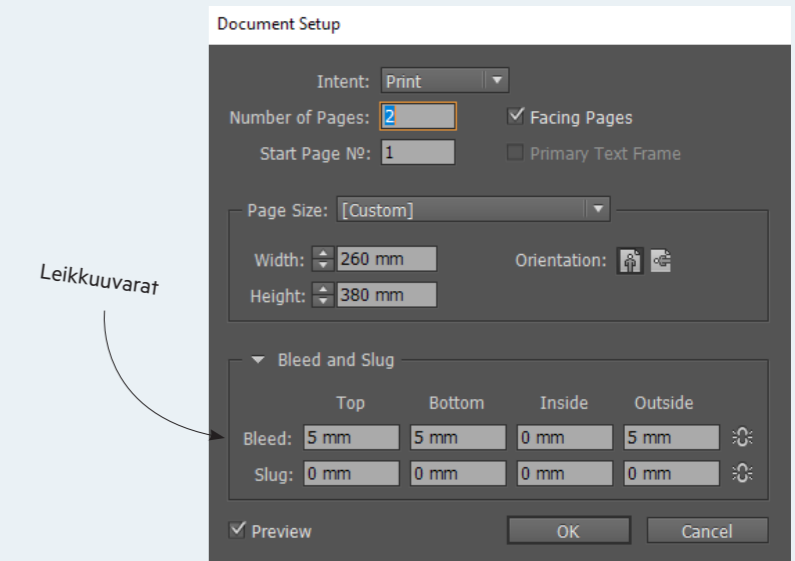 Document Setup
Intent: Print
Number of Pages: 2
Facing Pages
Start Page Nº: 1
Primary Text Frame
Page Size: [Custom]
Width: 260 mm
Orientation:
Height: 380 mm
Leikkuuvarat
Bleed and Slug
Top Bottom Inside Outside
Bleed: 5 mm 5 mm 0 mm 5 mm
Slug: 0 mm 0 mm 0 mm 0 mm
Preview
OK
Cancel